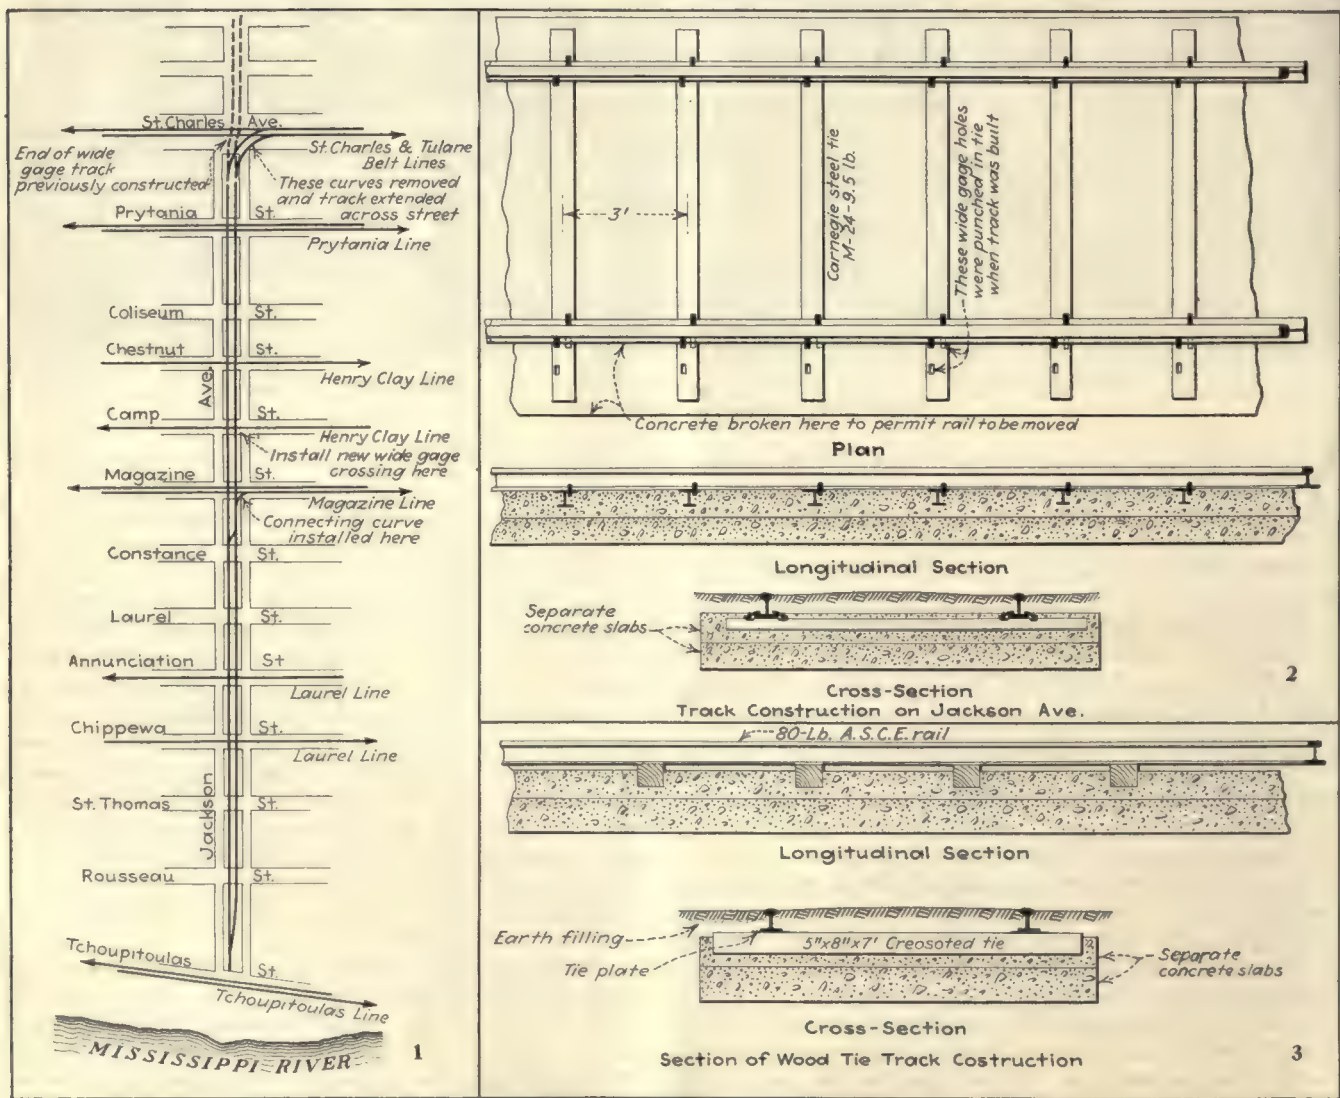 St. Charles Ave.
End of wide
gage track
previously constructed
St. Charles & Tulane
Belt Lines
These curves removed
and track extended
across street
Prytania St.
Prytania Line
Coliseum St.
Chestnut St.
Henry Clay Line
Ave.
Camp St.
Henry Clay Line
Install new wide gage
crossing here
Magazine St.
Magazine Line
Connecting curve
installed here
Constance St.
Laurel St.
Annunciation St
Laurel Line
Chippewa St.
Laurel Line
Jackson
St. Thomas St.
Rousseau St.
Tchoupitoulas St.
Tchoupitoulas Line
MISSISSIPPI RIVER
1
3'
Carnegie steel tie
M-24-9.5 lb.
These wide gage holes
were punched in tie
when track was built
Concrete broken here to permit rail to be moved
Plan
Longitudinal Section
Separate
concrete slabs
Cross-Section
Track Construction on Jackson Ave.
2
80-Lb. A.S.C.E. rail
Longitudinal Section
Earth filling
5"x8"x7' Creosoted tie
Tie plate
Separate
concrete slabs
Cross-Section
Section of Wood Tie Track Costruction
3